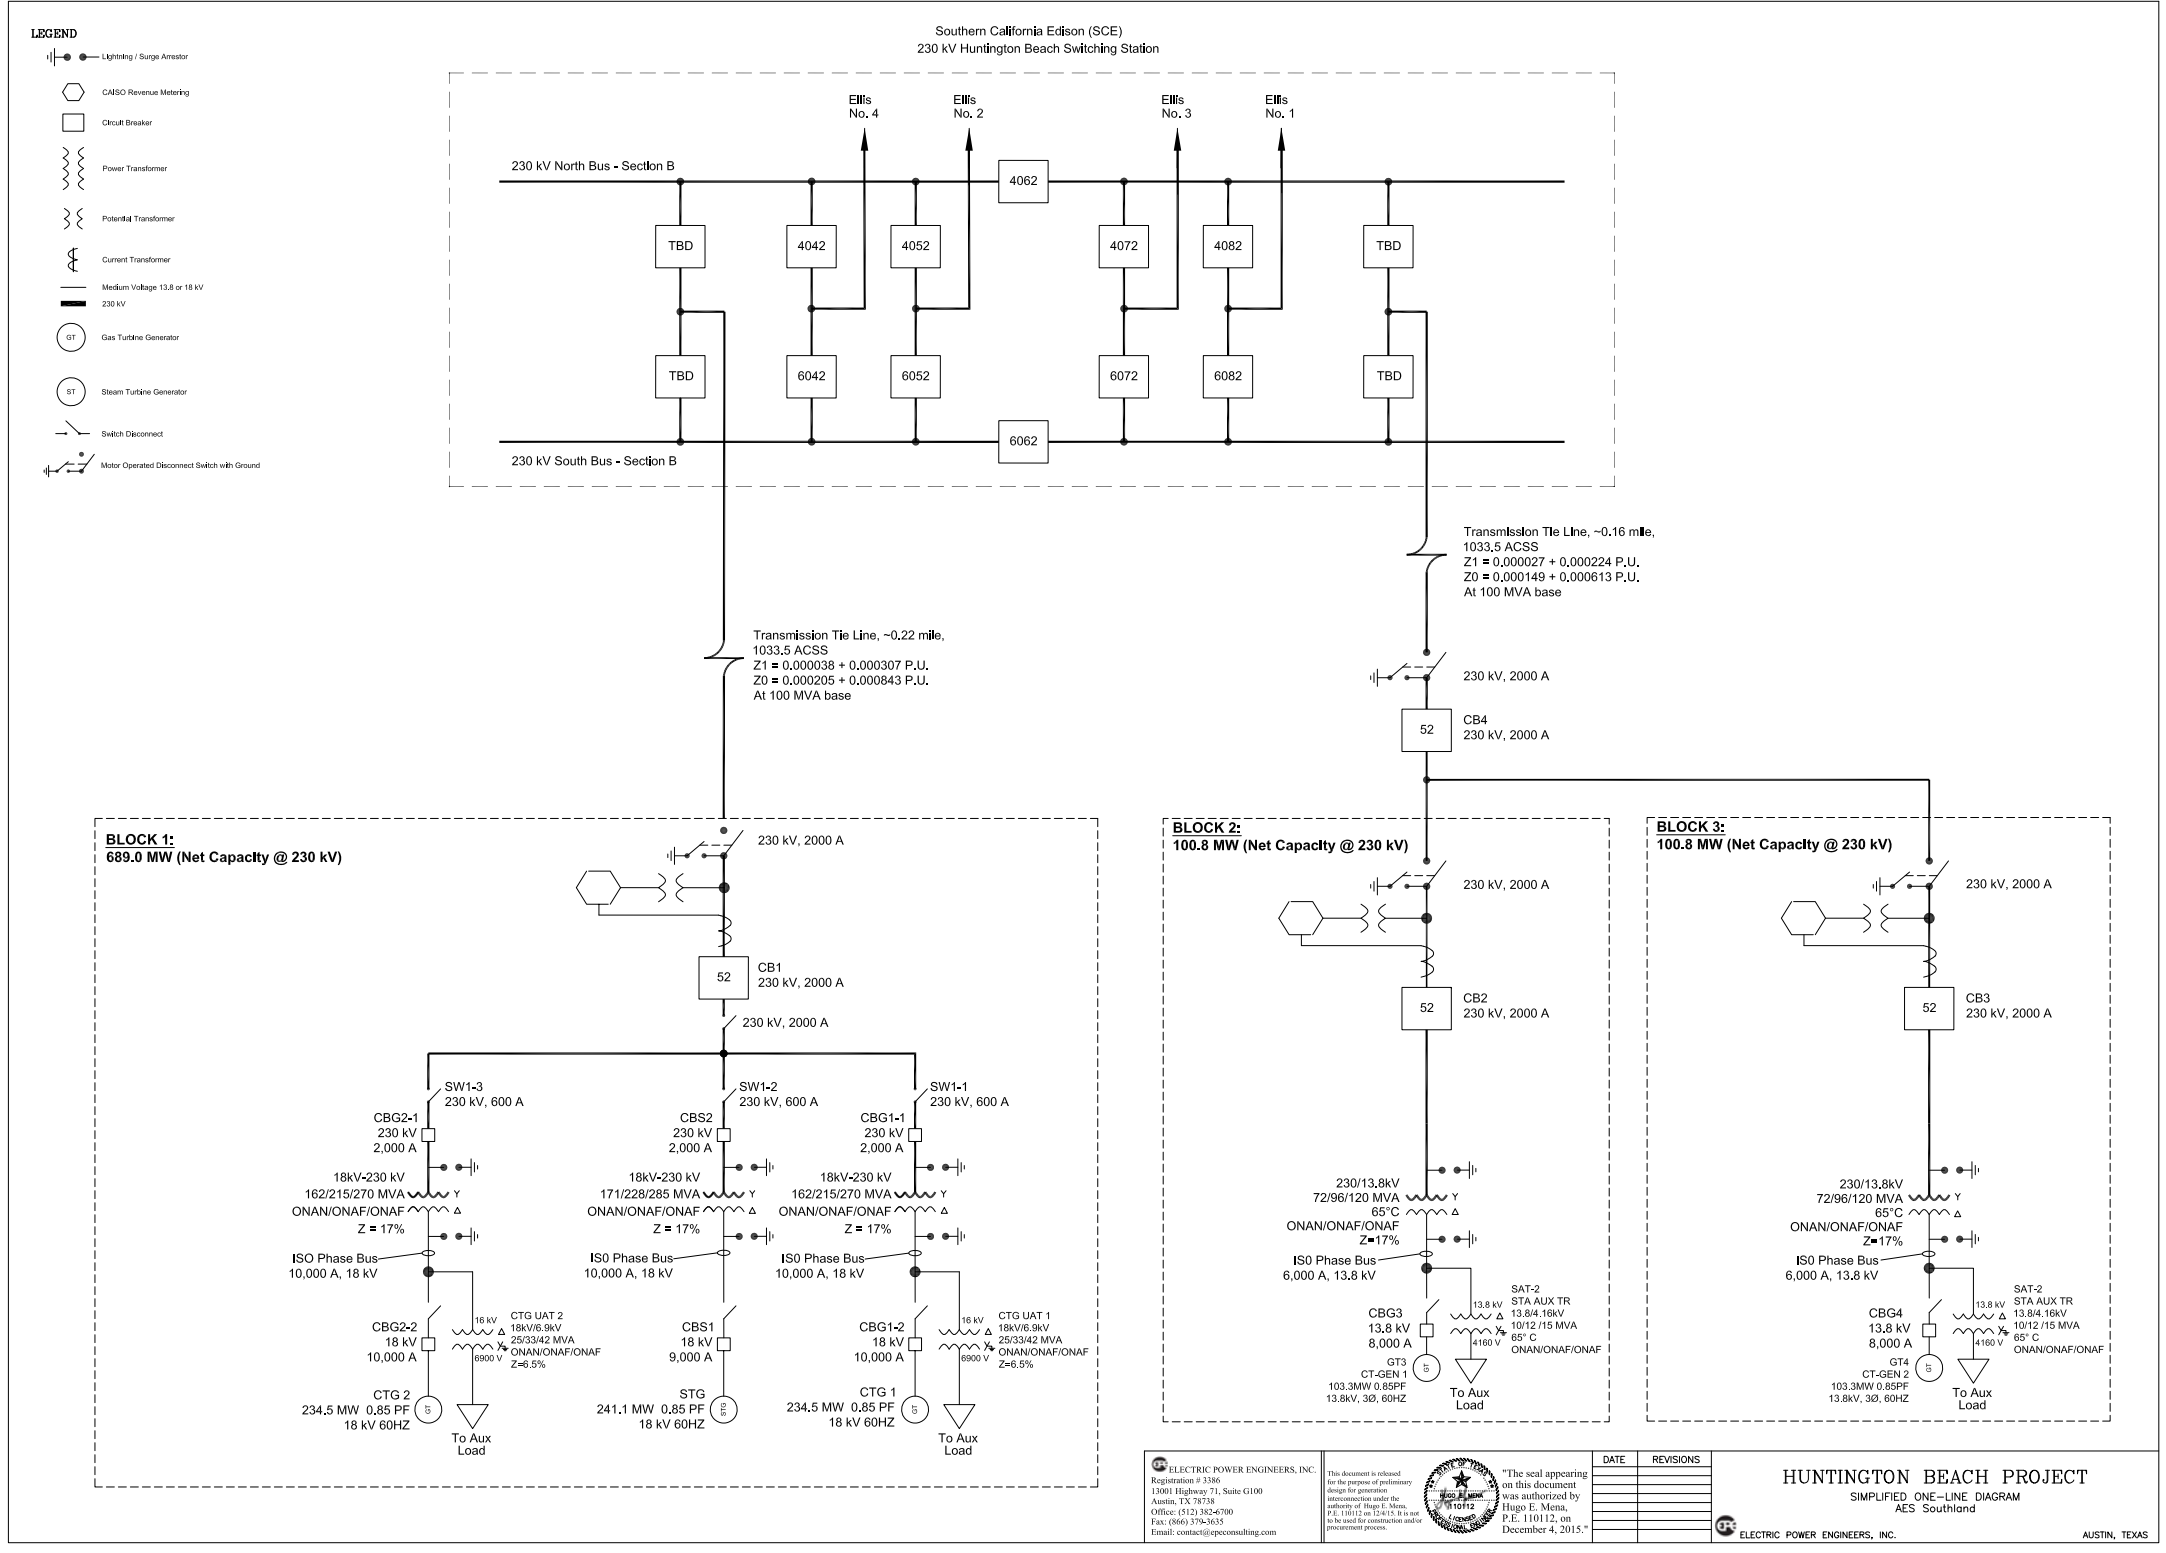 LEGEND
Lightning / Surge Arrestor
CAISO Revenue Metering
Circuit Breaker
Power Transformer
Potential Transformer
Current Transformer
Medium Voltage 13.8 or 18 kV
230 kV
GT
Gas Turbine Generator
ST
Steam Turbine Generator
Switch Disconnect
Motor Operated Disconnect Switch with Ground
Southern California Edison (SCE)
230 kV Huntington Beach Switching Station
Ellis
No. 4
Ellis
No. 2
Ellis
No. 3
Ellis
No. 1
230 kV North Bus - Section B
4062
TBD
4042
4052
4072
4082
TBD
TBD
6042
6052
6072
6082
TBD
6062
230 kV South Bus - Section B
Transmission Tie Line, ~0.16 mile,
1033.5 ACSS
Z1 = 0.000027 + 0.000224 P.U.
Z0 = 0.000149 + 0.000613 P.U.
At 100 MVA base
Transmission Tie Line, ~0.22 mile,
1033.5 ACSS
Z1 = 0.000038 + 0.000307 P.U.
Z0 = 0.000205 + 0.000843 P.U.
At 100 MVA base
230 kV, 2000 A
52
CB4
230 kV, 2000 A
BLOCK 1:
689.0 MW (Net Capacity @ 230 kV)
230 kV, 2000 A
52
CB1
230 kV, 2000 A
230 kV, 2000 A
SW1-3
230 kV, 600 A
CBG2-1
230 kV
2,000 A
18kV-230 kV
162/215/270 MVA
Y
ONAN/ONAF/ONAF
Δ
Z = 17%
ISO Phase Bus
10,000 A, 18 kV
CBG2-2
18 kV
10,000 A
16 kV
Δ
Y
6900 V
CTG UAT 2
18kV/6.9kV
25/33/42 MVA
ONAN/ONAF/ONAF
Z=6.5%
CTG 2
234.5 MW 0.85 PF
18 kV 60HZ
GT
To Aux
Load
SW1-2
230 kV, 600 A
CBS2
230 kV
2,000 A
18kV-230 kV
171/228/285 MVA
Y
ONAN/ONAF/ONAF
Δ
Z = 17%
IS0 Phase Bus
10,000 A, 18 kV
CBS1
18 kV
9,000 A
STG
241.1 MW 0.85 PF
18 kV 60HZ
STG
SW1-1
230 kV, 600 A
CBG1-1
230 kV
2,000 A
18kV-230 kV
162/215/270 MVA
Y
ONAN/ONAF/ONAF
Δ
Z = 17%
IS0 Phase Bus
10,000 A, 18 kV
CBG1-2
18 kV
10,000 A
16 kV
Δ
Y
6900 V
CTG UAT 1
18kV/6.9kV
25/33/42 MVA
ONAN/ONAF/ONAF
Z=6.5%
CTG 1
234.5 MW 0.85 PF
18 kV 60HZ
GT
To Aux
Load
BLOCK 2:
100.8 MW (Net Capacity @ 230 kV)
230 kV, 2000 A
52
CB2
230 kV, 2000 A
230/13.8kV
72/96/120 MVA
Y
65°C
Δ
ONAN/ONAF/ONAF
Z=17%
IS0 Phase Bus
6,000 A, 13.8 kV
CBG3
13.8 kV
8,000 A
13.8 kV
Δ
Y
4160 V
SAT-2
STA AUX TR
13.8/4.16kV
10/12 /15 MVA
65° C
ONAN/ONAF/ONAF
GT3
CT-GEN 1
103.3MW 0.85PF
13.8kV, 3Ø, 60HZ
GT
To Aux
Load
BLOCK 3:
100.8 MW (Net Capacity @ 230 kV)
230 kV, 2000 A
52
CB3
230 kV, 2000 A
230/13.8kV
72/96/120 MVA
Y
65°C
Δ
ONAN/ONAF/ONAF
Z=17%
IS0 Phase Bus
6,000 A, 13.8 kV
CBG4
13.8 kV
8,000 A
13.8 kV
Δ
Y
4160 V
SAT-2
STA AUX TR
13.8/4.16kV
10/12 /15 MVA
65° C
ONAN/ONAF/ONAF
GT4
CT-GEN 2
103.3MW 0.85PF
13.8kV, 3Ø, 60HZ
GT
To Aux
Load
EPE ELECTRIC POWER ENGINEERS, INC.
Registration # 3386
13001 Highway 71, Suite G100
Austin, TX 78738
Office: (512) 382-6700
Fax: (866) 379-3635
Email: contact@epeconsulting.com
This document is released
for the purpose of preliminary
design for generation
interconnection under the
authority of Hugo E. Mena,
P.E. 110112 on 12/4/15. It is not
to be used for construction and/or
procurement process.
STATE OF TEXAS
HUGO E. MENA
110112
LICENSED
PROFESSIONAL ENGINEER
"The seal appearing
on this document
was authorized by
Hugo E. Mena,
P.E. 110112, on
December 4, 2015."
DATE
REVISIONS
HUNTINGTON BEACH PROJECT
SIMPLIFIED ONE-LINE DIAGRAM
AES Southland
EPE ELECTRIC POWER ENGINEERS, INC.
AUSTIN, TEXAS